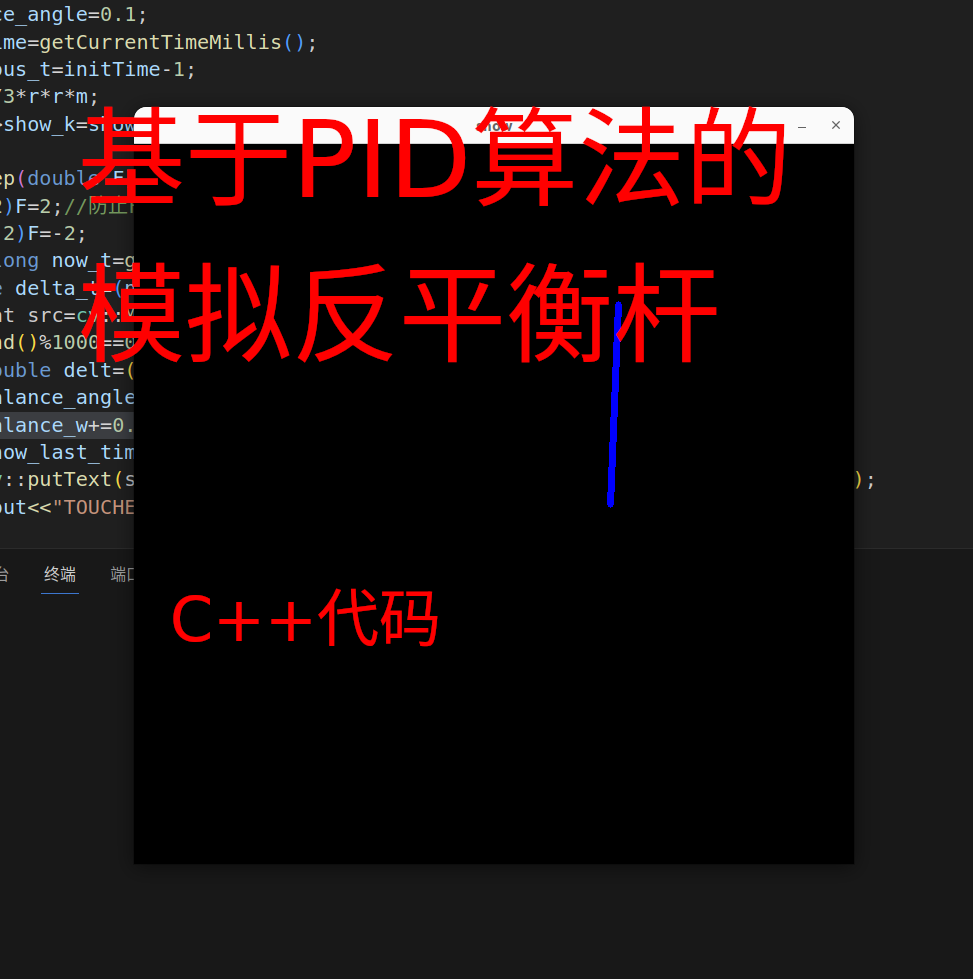 ce_angle=0.1;
ime=getCurrentTimeMillis();
ous_t=initTime-1;
/3*r*r*m;
>show_k=show
show
基于PID算法的
ep(double F
2)F=2;//防止
2)F=-2;
long now_t=g
e delta_t=(n
模拟反平衡杆
at src=cv::M
nd()%1000==0
ouble delt=(
alance_angle
alance_w+=0.
how_last_tim
v::putText(s
);
out<<"TOUCHE
台 终端 端口
C++代码